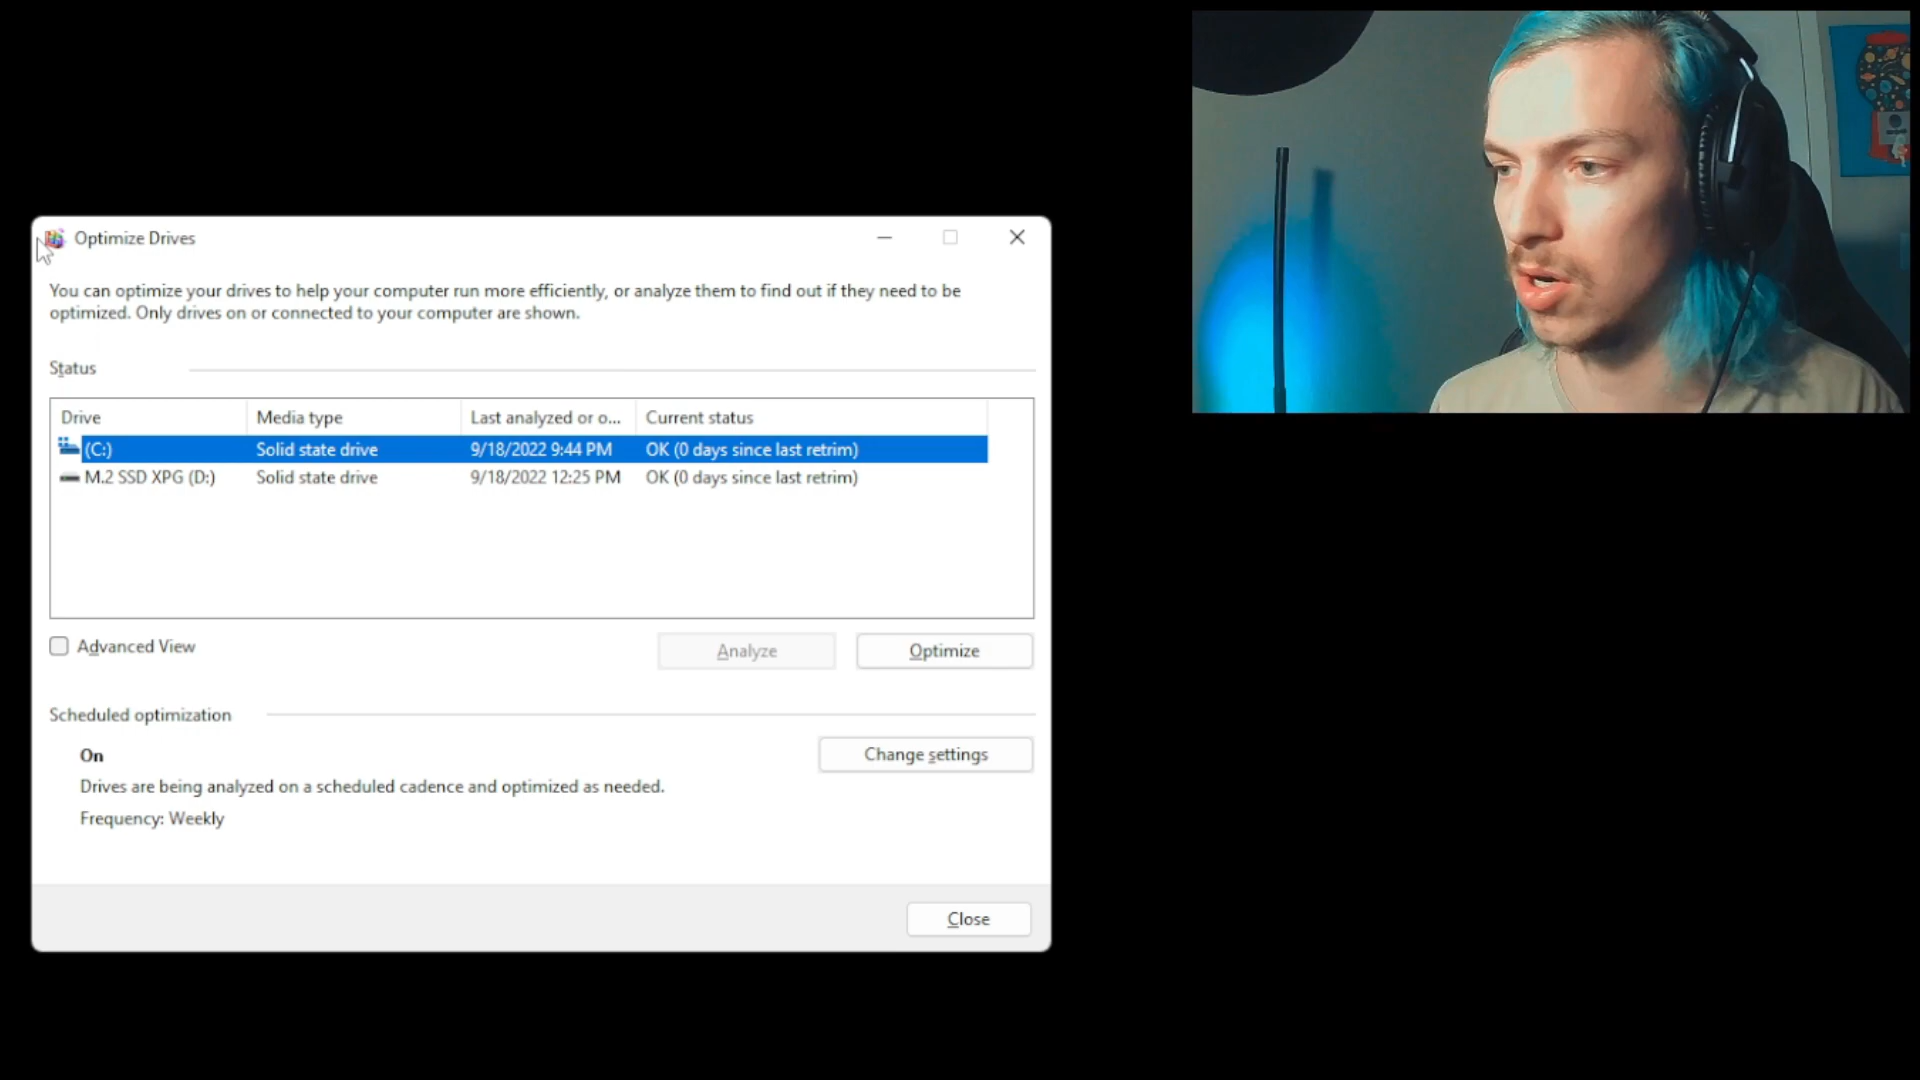 Optimize Drives
You can optimize your drives to help your computer run more efficiently, or analyze them to find out if they need to be
optimized. Only drives on or connected to your computer are shown.
Status
Drive Media type Last analyzed or o... Current status
(C:) Solid state drive 9/18/2022 9:44 PM OK (0 days since last retrim)
M.2 SSD XPG (D:) Solid state drive 9/18/2022 12:25 PM OK (0 days since last retrim)
Advanced View Analyze Optimize
Scheduled optimization
On Change settings
Drives are being analyzed on a scheduled cadence and optimized as needed.
Frequency: Weekly
Close